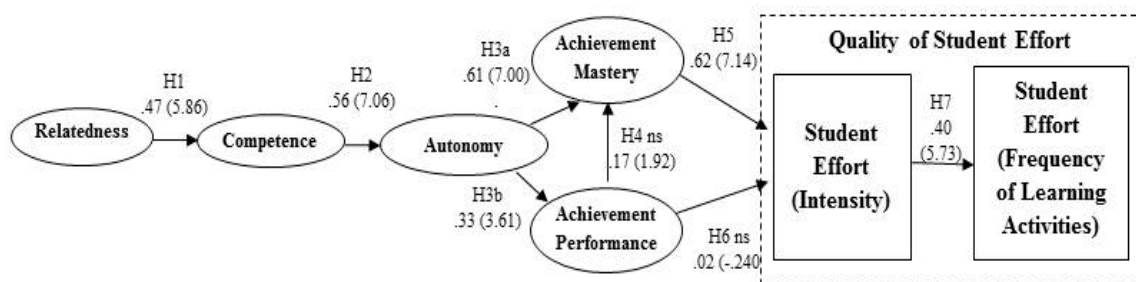 H1
.47 (5.86)
Relatedness
H2
.56 (7.06)
Competence
Autonomy
H3a
.61 (7.00)
.
H3b
.33 (3.61)
Achievement
Mastery
H4 ns
.17 (1.92)
Achievement
Performance
H5
.62 (7.14)
H6 ns
.02 (-.240
Quality of Student Effort
Student
Effort
(Intensity)
H7
.40
(5.73)
Student
Effort
(Frequency
of Learning
Activities)